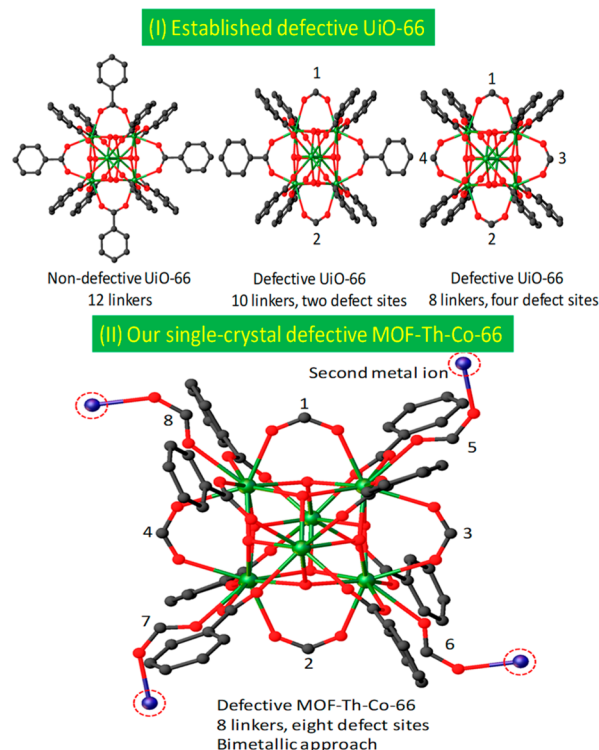 (I) Established defective UiO-66
1
1
4
3
2
2
Non-defective UiO-66
12 linkers
Defective UiO-66
10 linkers, two defect sites
Defective UiO-66
8 linkers, four defect sites
(II) Our single-crystal defective MOF-Th-Co-66
Second metal ion
1
8
5
4
3
7
6
2
Defective MOF-Th-Co-66
8 linkers, eight defect sites
Bimetallic approach